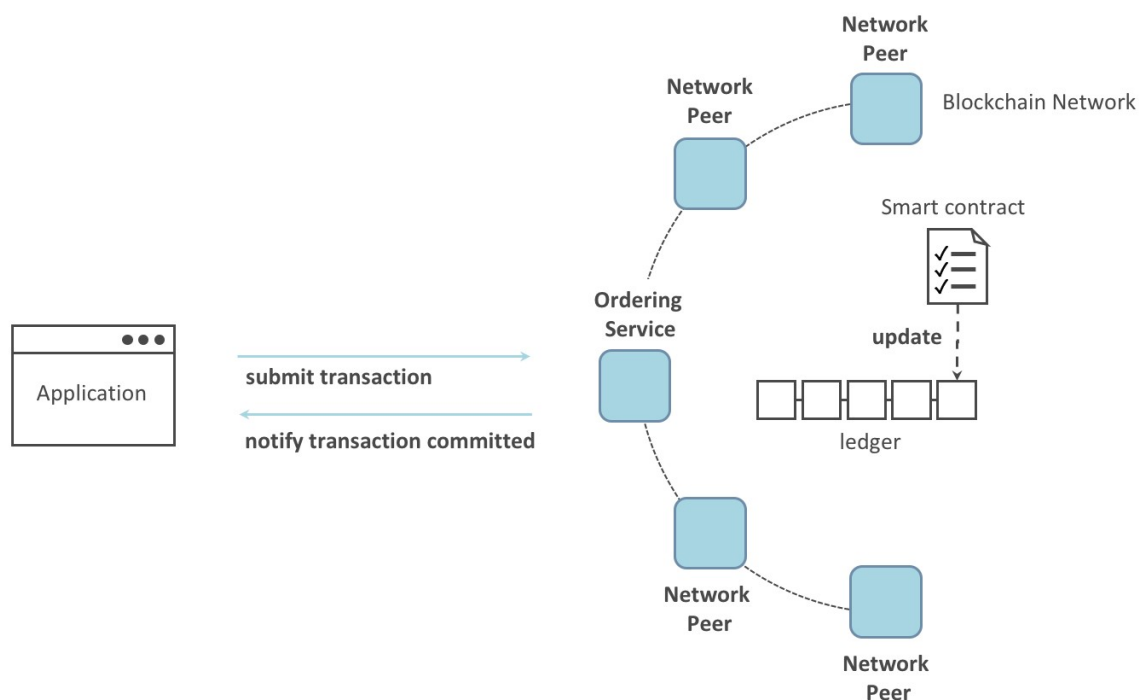 Network
Peer
Network
Peer
Blockchain Network
Smart contract
Ordering
Service
update
Application
submit transaction
notify transaction committed
ledger
Network
Peer
Network
Peer